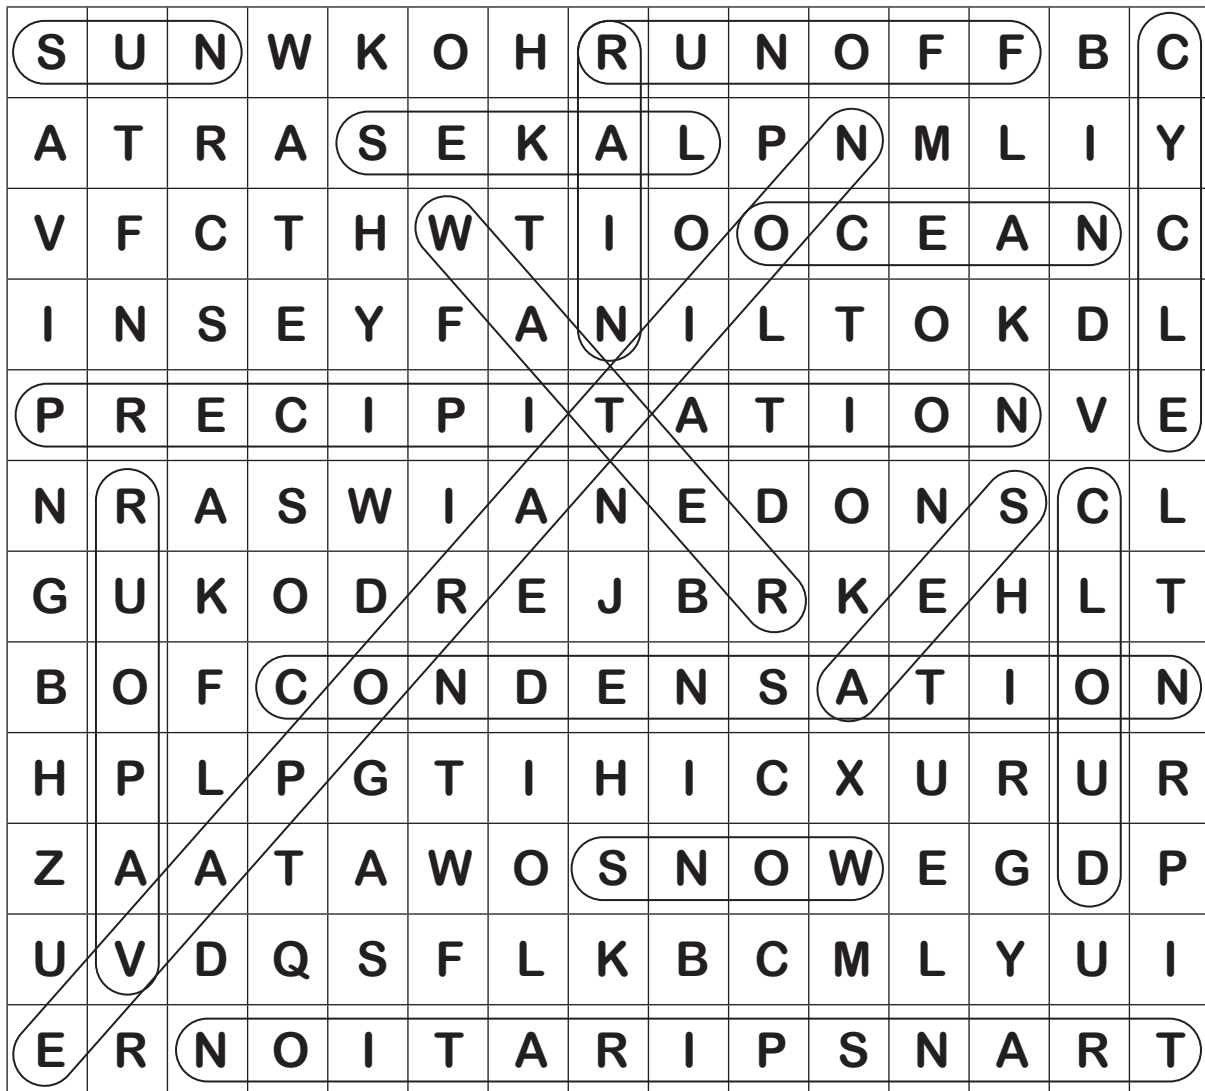 S U N W K O H R U N O F F B C
A T R A S E K A L P N M L I Y
V F C T H W T I O O C E A N C
I N S E Y F A N I L T O K D L
P R E C I P I T A T I O N V E
N R A S W I A N E D O N S C L
G U K O D R E J B R K E H L T
B O F C O N D E N S A T I O N
H P L P G T I H I C X U R U R
Z A A T A W O S N O W E G D P
U V D Q S F L K B C M L Y U I
E R N O I T A R I P S N A R T